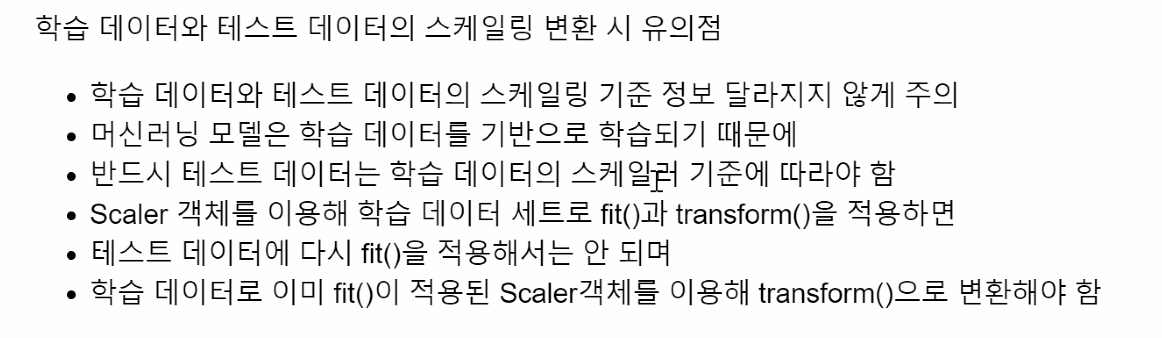 학습 데이터와 테스트 데이터의 스케일링 변환 시 유의점
• 학습 데이터와 테스트 데이터의 스케일링 기준 정보 달라지지 않게 주의
• 머신러닝 모델은 학습 데이터를 기반으로 학습되기 때문에
• 반드시 테스트 데이터는 학습 데이터의 스케일러 기준에 따라야 함
• Scaler 객체를 이용해 학습 데이터 세트로 fit()과 transform()을 적용하면
• 테스트 데이터에 다시 fit()을 적용해서는 안 되며
• 학습 데이터로 이미 fit()이 적용된 Scaler객체를 이용해 transform()으로 변환해야 함